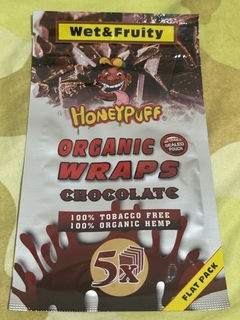 Wet&Fruity
HONEYPUFF
ORGANIC
SEALED
POUCH
WRAPS
CHOCOLATE
100% TOBACCO FREE
100% ORGANIC HEMP
5X
FLAT PACK